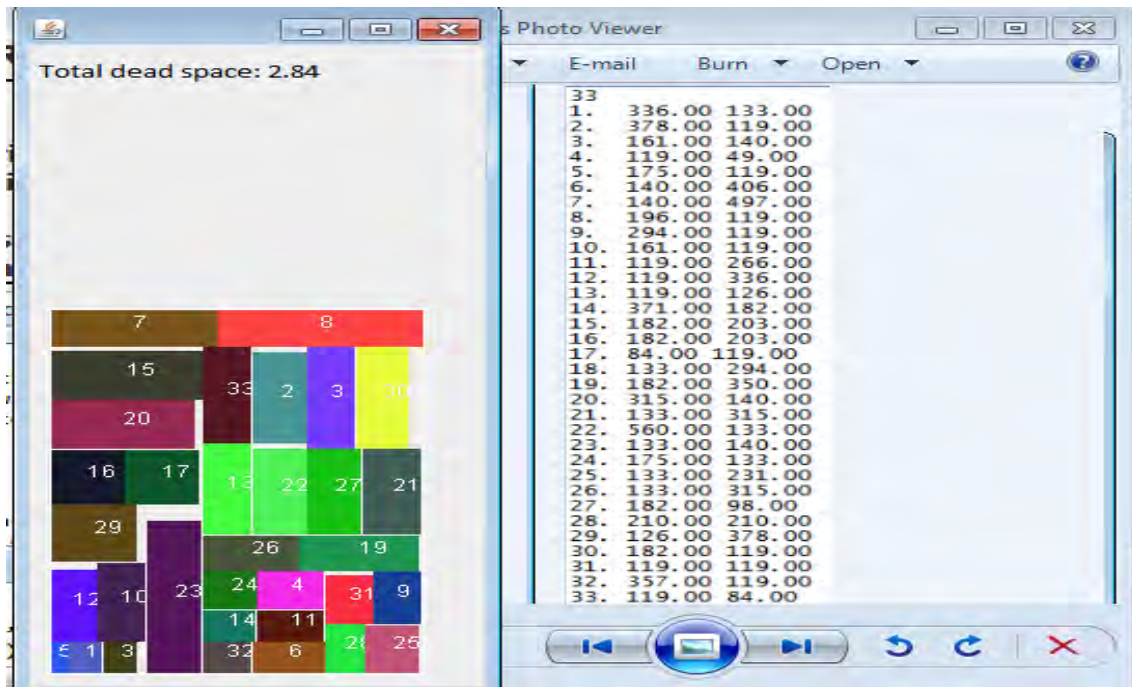 Total dead space: 2.84
7 8
15
33 2 3 30
20
16 17 13 22 27 21
29
26 19
12 10 23 24 4 31 9
14 11
5 1 32 6 25
s Photo Viewer
E-mail Burn Open
33
1. 336.00 133.00
2. 378.00 119.00
3. 161.00 140.00
4. 119.00 49.00
5. 175.00 119.00
6. 140.00 406.00
7. 140.00 497.00
8. 196.00 119.00
9. 294.00 119.00
10. 161.00 119.00
11. 119.00 266.00
12. 119.00 336.00
13. 119.00 126.00
14. 371.00 182.00
15. 182.00 203.00
16. 182.00 203.00
17. 84.00 119.00
18. 133.00 294.00
19. 182.00 350.00
20. 315.00 140.00
21. 133.00 315.00
22. 560.00 133.00
23. 133.00 140.00
24. 175.00 133.00
25. 133.00 231.00
26. 133.00 315.00
27. 182.00 98.00
28. 210.00 210.00
29. 126.00 378.00
30. 182.00 119.00
31. 119.00 119.00
32. 357.00 119.00
33. 119.00 84.00